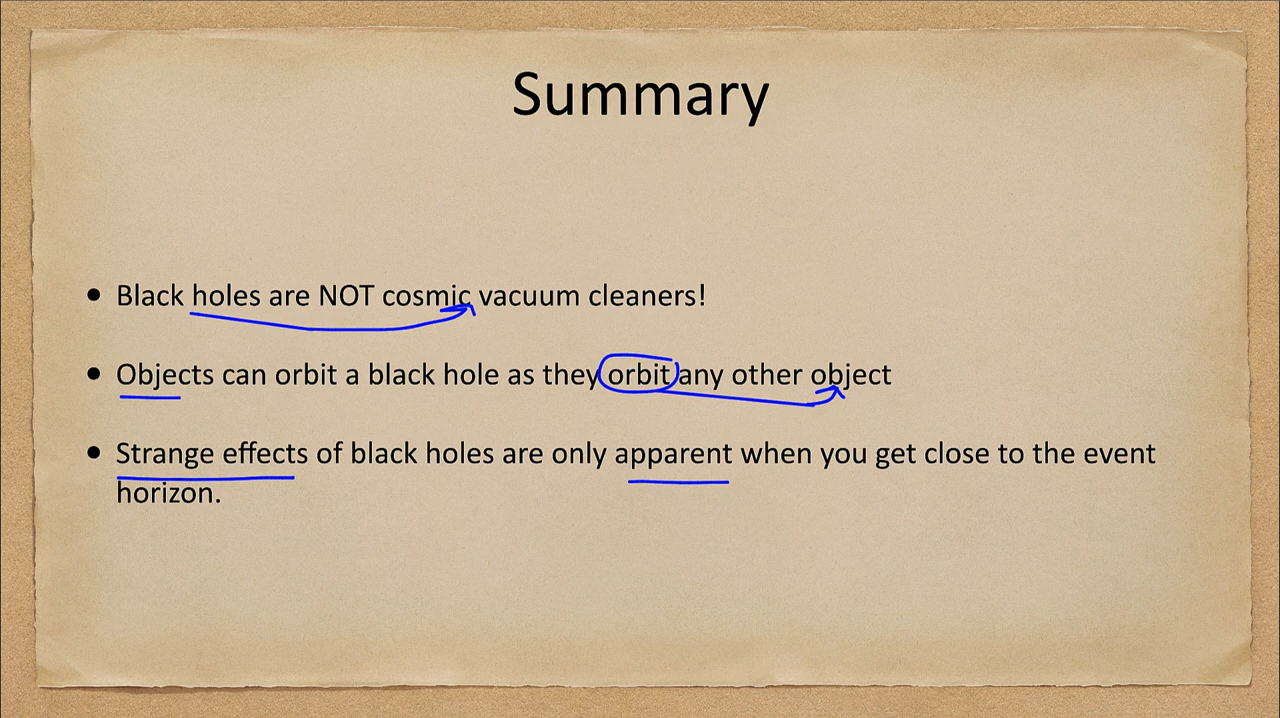 Summary
• Black holes are NOT cosmic vacuum cleaners!
• Objects can orbit a black hole as they orbit any other object
• Strange effects of black holes are only apparent when you get close to the event
horizon.